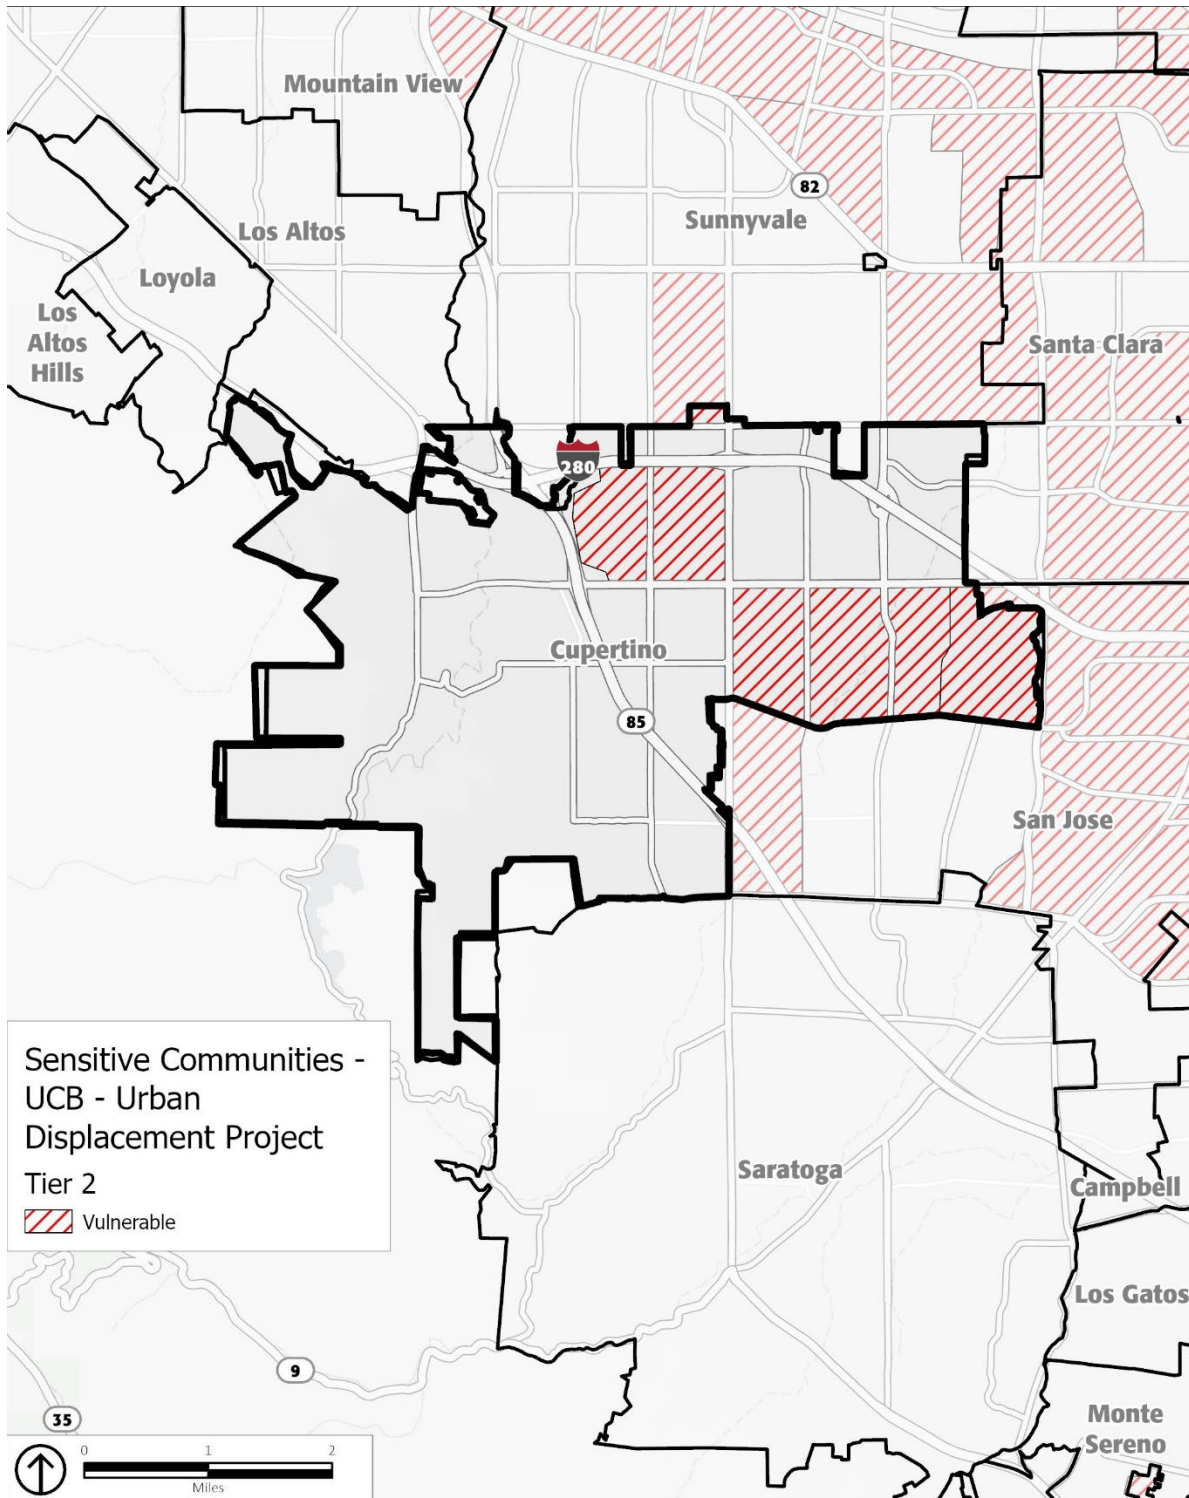 Mountain View
82
Sunnyvale
Los Altos
Loyola
Los
Altos
Hills
Santa Clara
280
Cupertino
85
San Jose
Sensitive Communities -
UCB - Urban
Displacement Project
Tier 2
Vulnerable
Saratoga
Campbell
Los Gatos
9
35
Monte
Sereno
0 1 2
Miles